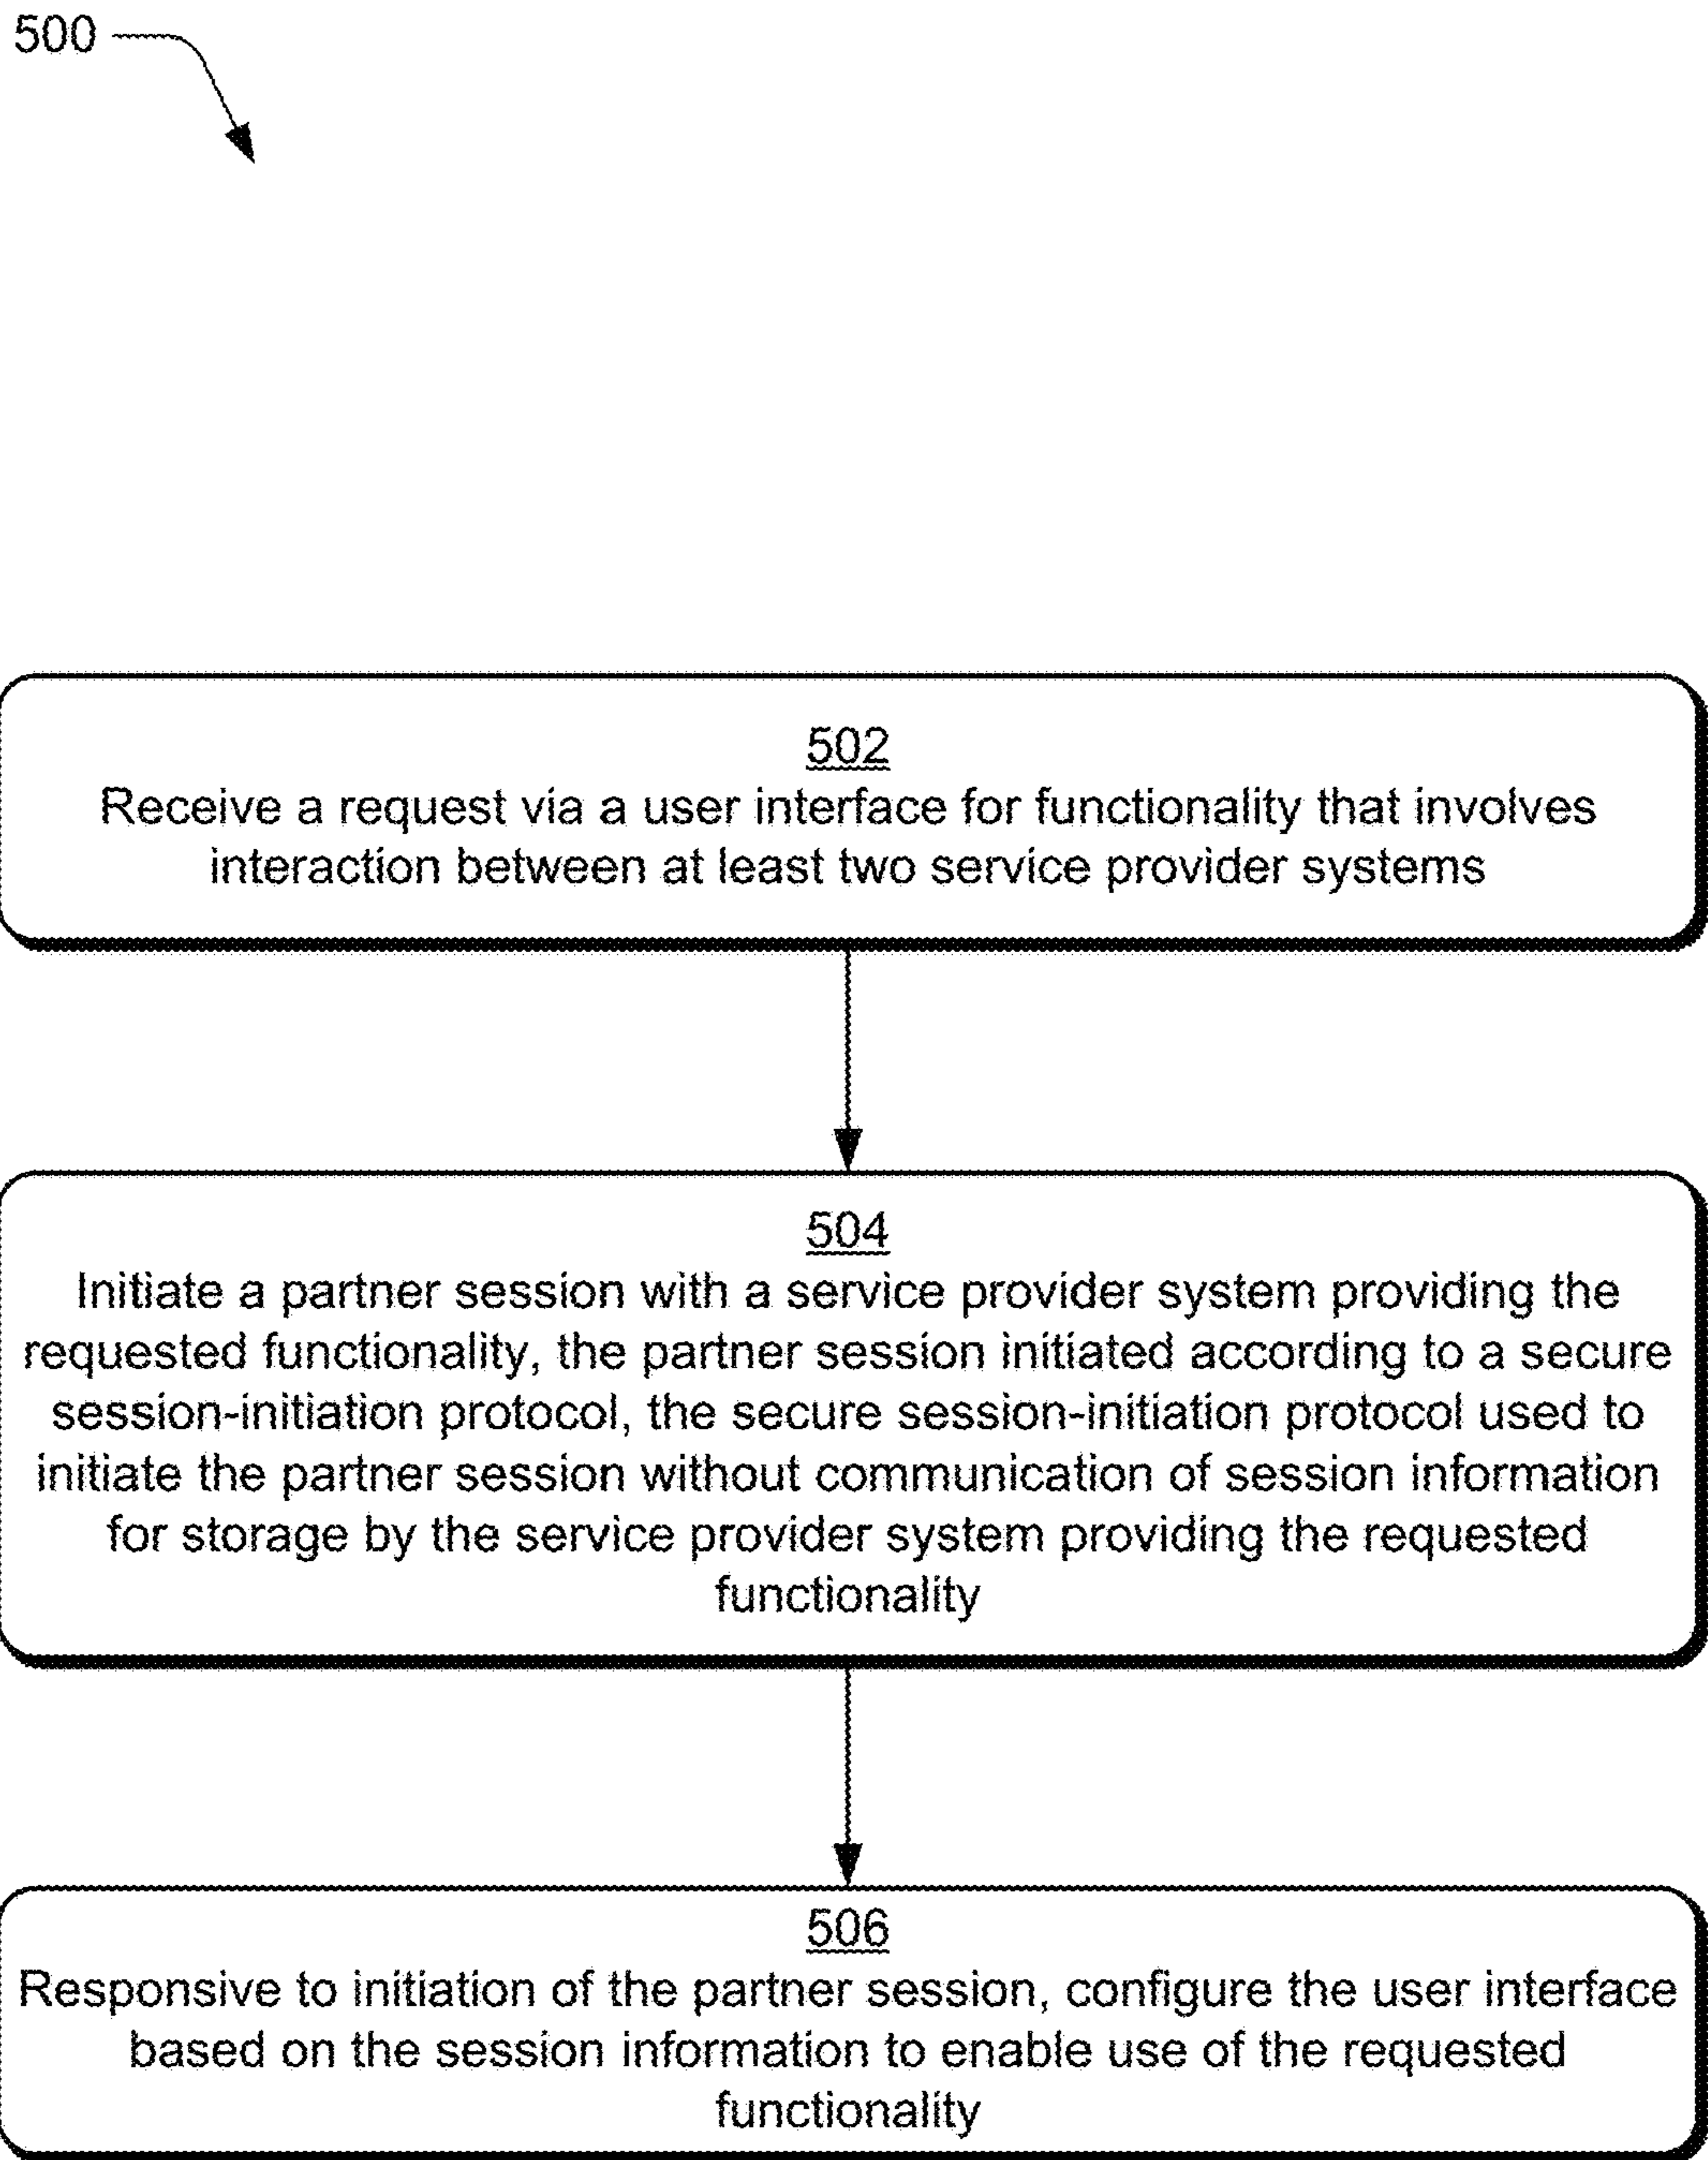 500
502
Receive a request via a user interface for functionality that involves
interaction between at least two service provider systems
504
Initiate a partner session with a service provider system providing the
requested functionality, the partner session initiated according to a secure
session-initiation protocol, the secure session-initiation protocol used to
initiate the partner session without communication of session information
for storage by the service provider system providing the requested
functionality
506
Responsive to initiation of the partner session, configure the user interface
based on the session information to enable use of the requested
functionality